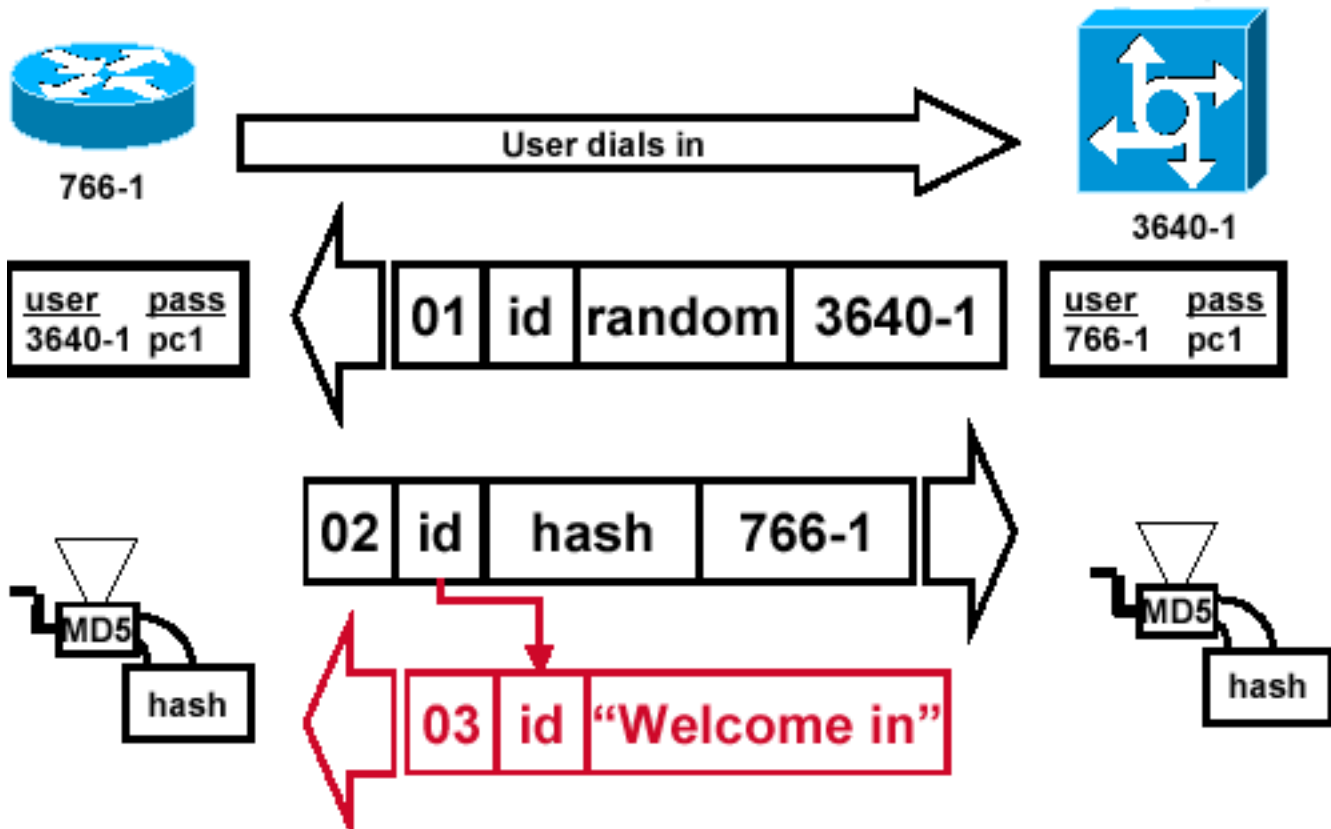 User dials in
766-1
3640-1
user pass
3640-1 pc1
01 id random 3640-1
user pass
766-1 pc1
02 id hash 766-1
MD5
hash
MD5
hash
03 id “Welcome in”